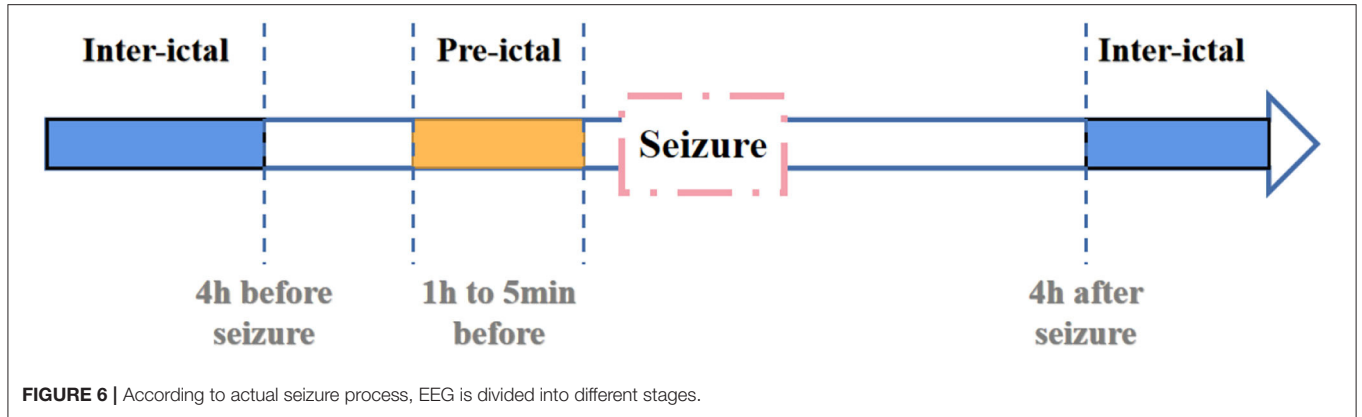 Inter-ictal
Pre-ictal
Inter-ictal
Seizure
4h before
seizure
1h to 5min
before
4h after
seizure
FIGURE 6 | According to actual seizure process, EEG is divided into different stages.